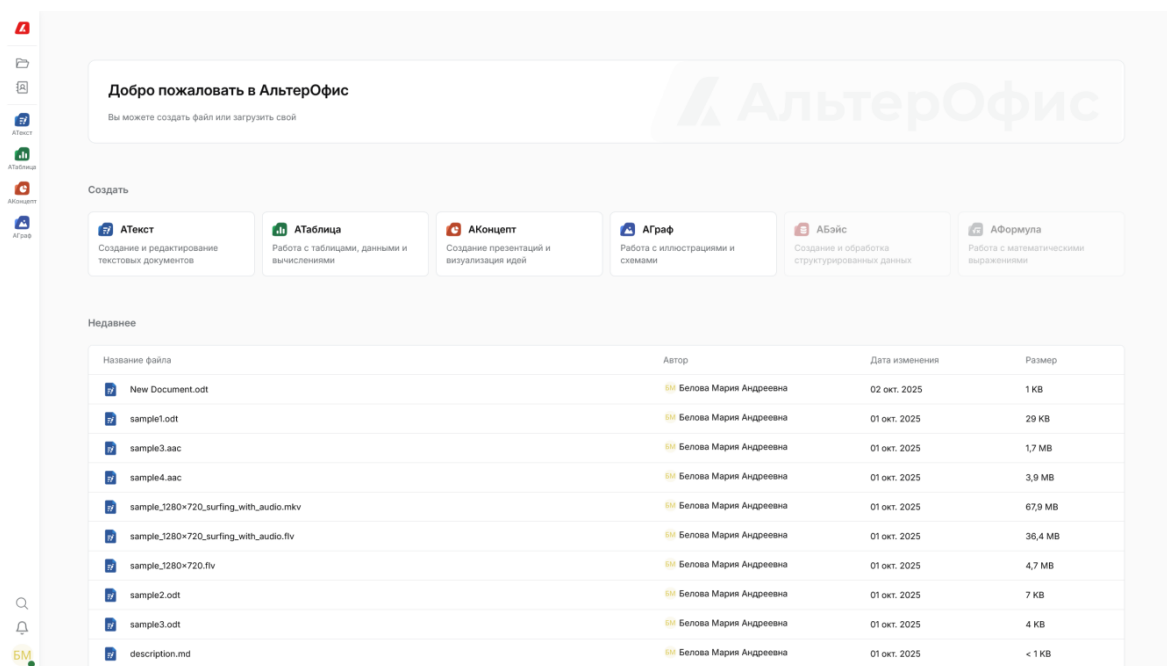 Добро пожаловать в АльтерОфис
Вы можете создать файл или загрузить свой
АльтерОфис
АТекст
АТаблица
АКонцепт
АГраф
Создать
АТекст
Создание и редактирование
текстовых документов
АТаблица
Работа с таблицами, данными и
вычислениями
АКонцепт
Создание презентаций и
визуализация идей
АГраф
Работа с иллюстрациями и
схемами
АБэйс
Создание и обработка
структурированных данных
АФормула
Работа с математическими
выражениями
Недавнее
Название файла Автор Дата изменения Размер
New Document.odt БМ Белова Мария Андреевна 02 окт. 2025 1 KB
sample1.odt БМ Белова Мария Андреевна 01 окт. 2025 29 KB
sample3.aac БМ Белова Мария Андреевна 01 окт. 2025 1,7 MB
sample4.aac БМ Белова Мария Андреевна 01 окт. 2025 3,9 MB
sample_1280×720_surfing_with_audio.mkv БМ Белова Мария Андреевна 01 окт. 2025 67,9 MB
sample_1280×720_surfing_with_audio.flv БМ Белова Мария Андреевна 01 окт. 2025 36,4 MB
sample_1280×720.flv БМ Белова Мария Андреевна 01 окт. 2025 4,7 MB
sample2.odt БМ Белова Мария Андреевна 01 окт. 2025 7 KB
sample3.odt БМ Белова Мария Андреевна 01 окт. 2025 4 KB
description.md БМ Белова Мария Андреевна 01 окт. 2025 < 1 KB
БМ